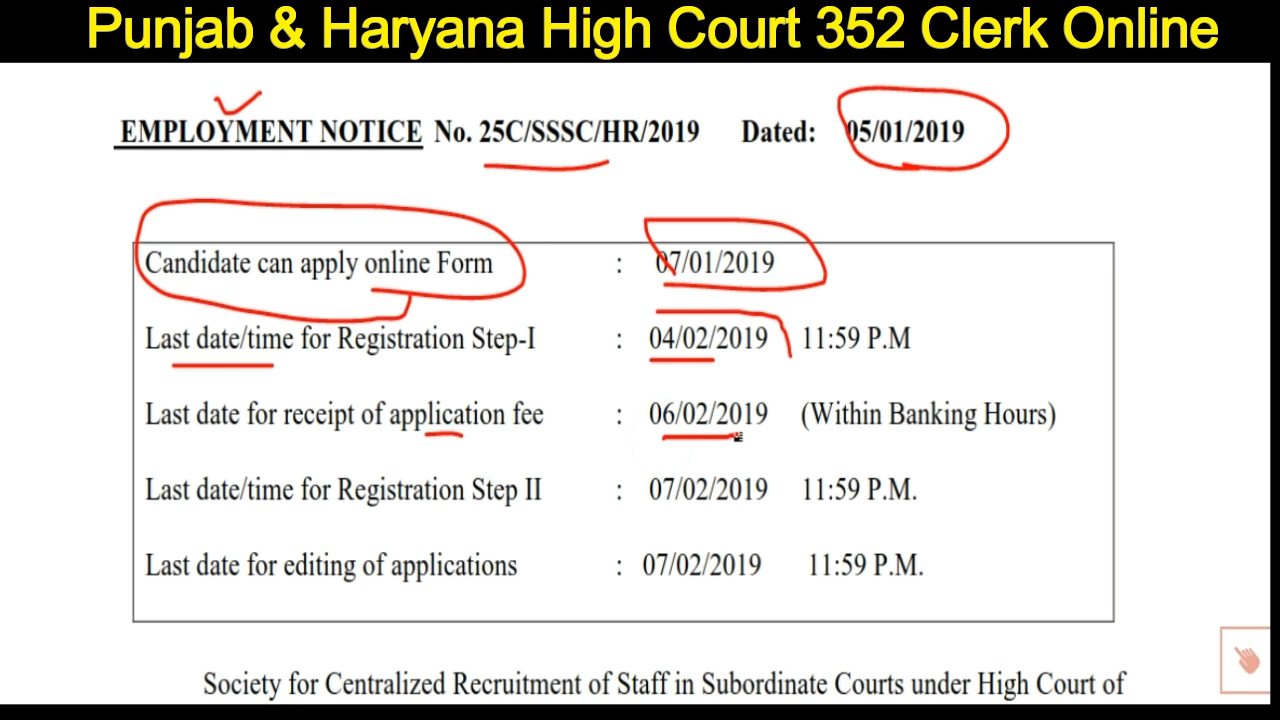 Punjab & Haryana High Court 352 Clerk Online
EMPLOYMENT NOTICE No. 25C/SSSC/HR/2019 Dated: 05/01/2019
Candidate can apply online Form : 07/01/2019
Last date/time for Registration Step-I : 04/02/2019 11:59 P.M
Last date for receipt of application fee : 06/02/2019 (Within Banking Hours)
Last date/time for Registration Step II : 07/02/2019 11:59 P.M.
Last date for editing of applications : 07/02/2019 11:59 P.M.
Society for Centralized Recruitment of Staff in Subordinate Courts under High Court of